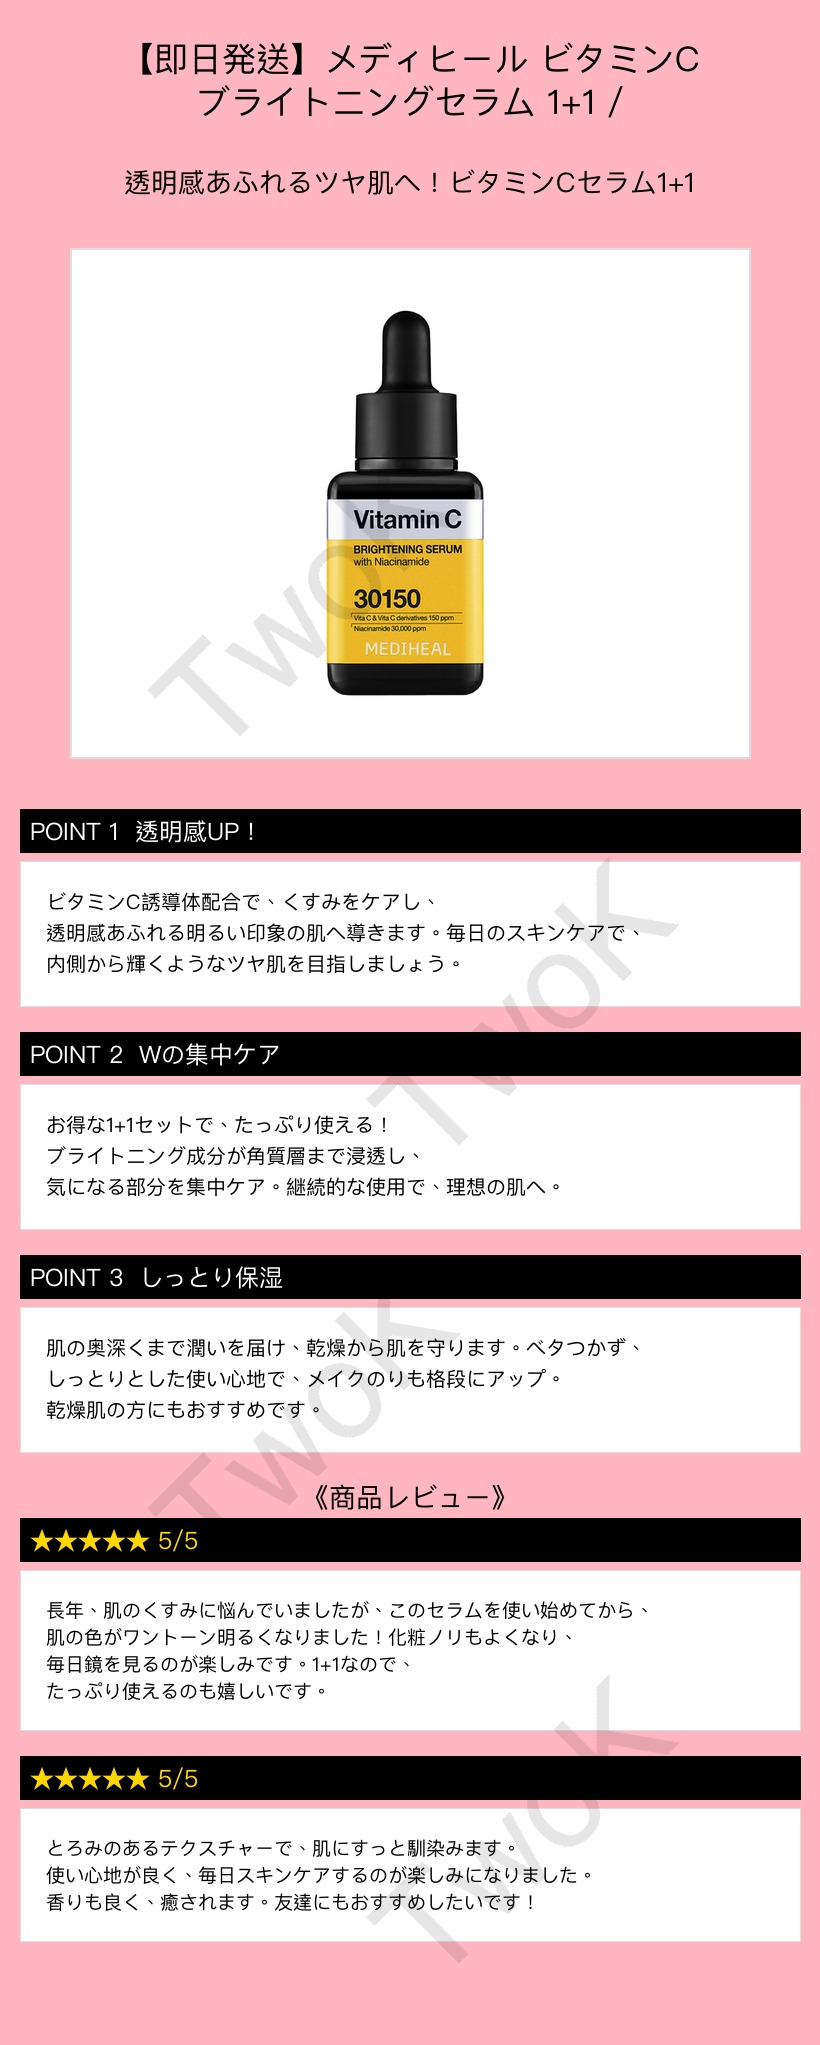 【即日発送】メディヒール ビタミンC
ブライトニングセラム 1+1 /
透明感あふれるツヤ肌へ！ビタミンCセラム1+1
Vitamin C
BRIGHTENING SERUM
with Niacinamide
30150
Vita C & Vita C derivatives 150 ppm
Niacinamide 30,000 ppm
MEDIHEAL
TwoK
POINT 1 透明感UP！
ビタミンC誘導体配合で、くすみをケアし、
透明感あふれる明るい印象の肌へ導きます。毎日のスキンケアで、
内側から輝くようなツヤ肌を目指しましょう。
TwoK
POINT 2 Wの集中ケア
お得な1+1セットで、たっぷり使える！
ブライトニング成分が角質層まで浸透し、
気になる部分を集中ケア。継続的な使用で、理想の肌へ。
POINT 3 しっとり保湿
肌の奥深くまで潤いを届け、乾燥から肌を守ります。ベタつかず、
しっとりとした使い心地で、メイクのりも格段にアップ。
乾燥肌の方にもおすすめです。
TwoK
《商品レビュー》
★★★★★ 5/5
長年、肌のくすみに悩んでいましたが、このセラムを使い始めてから、
肌の色がワントーン明るくなりました！化粧ノリもよくなり、
毎日鏡を見るのが楽しみです。1+1なので、
たっぷり使えるのも嬉しいです。
★★★★★ 5/5
とろみのあるテクスチャーで、肌にすっと馴染みます。
使い心地が良く、毎日スキンケアするのが楽しみになりました。
香りも良く、癒されます。友達にもおすすめしたいです！
TwoK